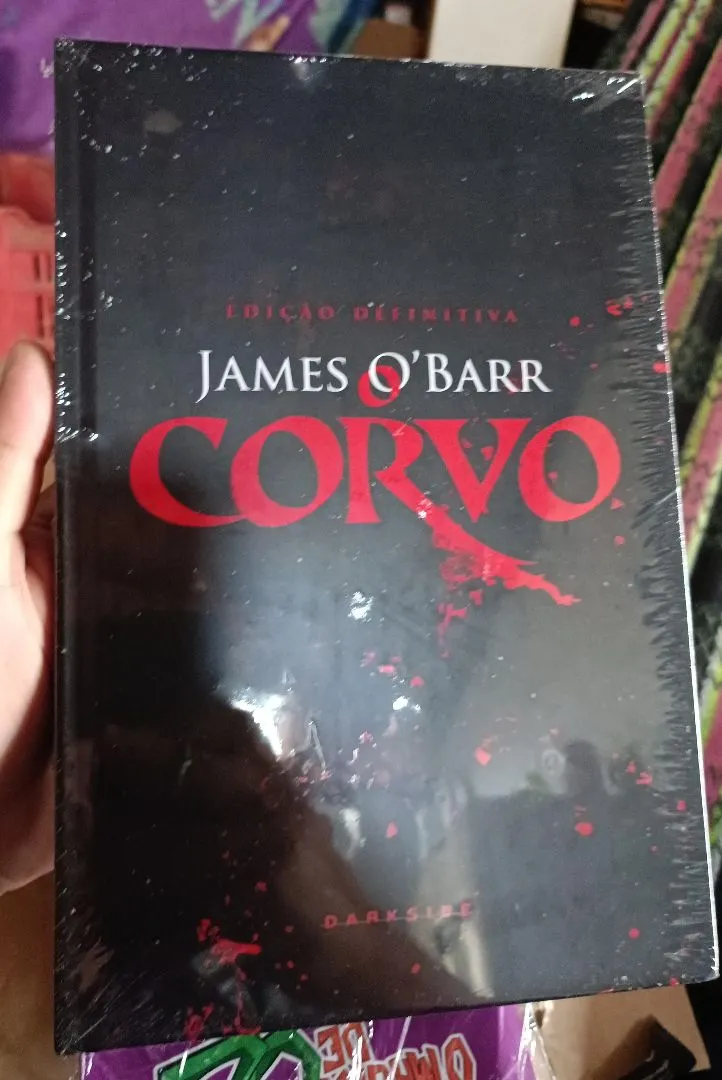 EDIÇÃO DEFINITIVA
JAMES O'BARR
O
CORVO
DARKSIDE